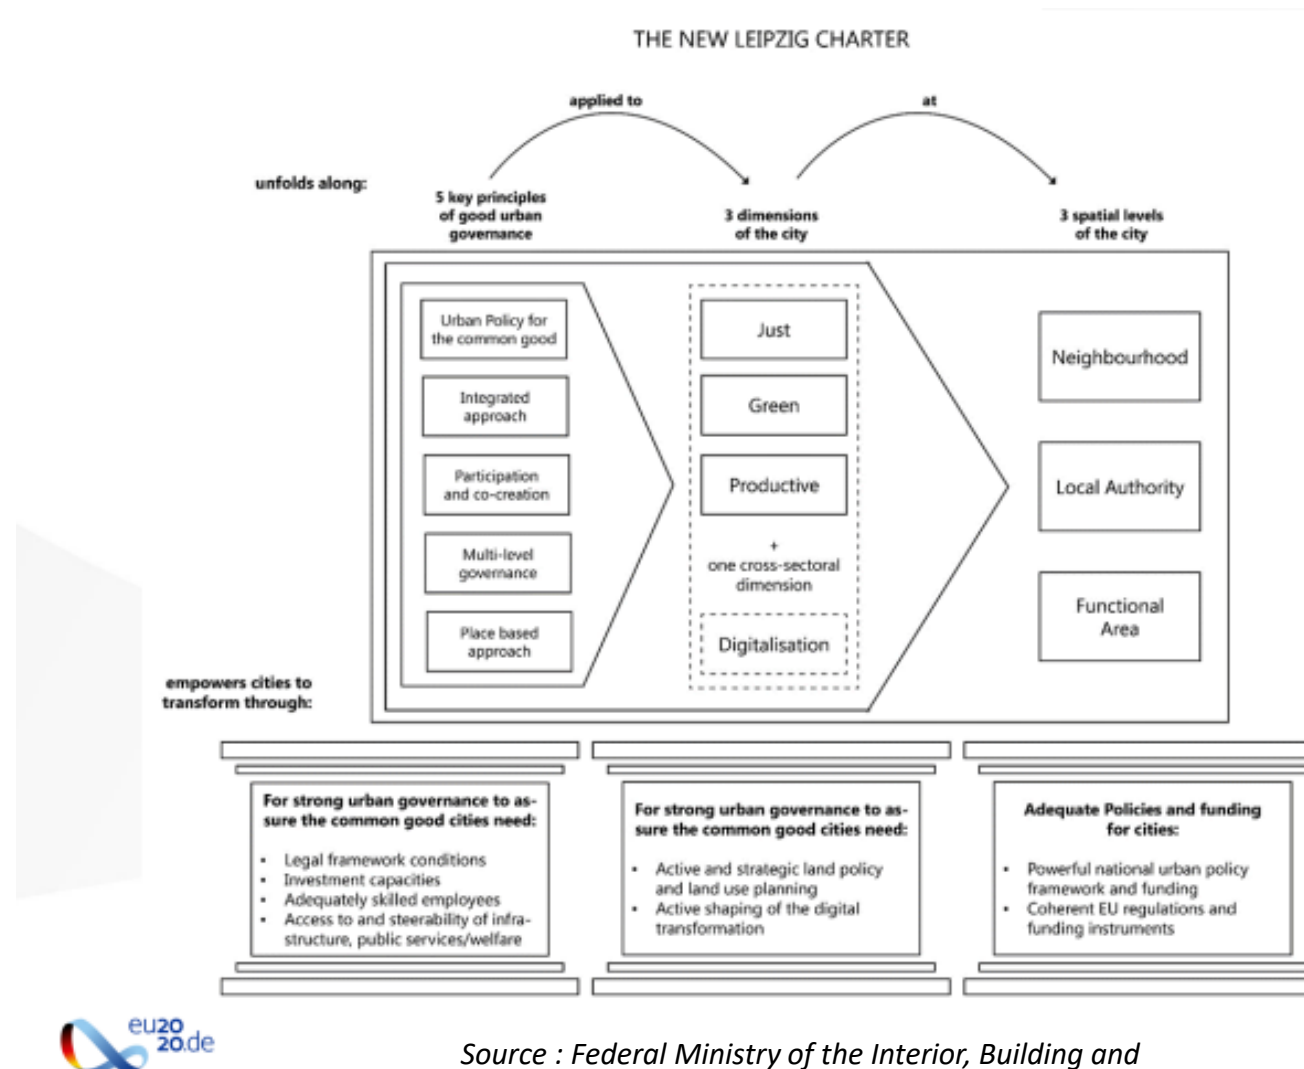 THE NEW LEIPZIG CHARTER
applied to
at
unfolds along:
5 key principles
of good urban
governance
3 dimensions
of the city
3 spatial levels
of the city
Urban Policy for
the common good
Integrated
approach
Participation
and co-creation
Multi-level
governance
Place based
approach
Just
Green
Productive
+
one cross-sectoral
dimension
Digitalisation
Neighbourhood
Local Authority
Functional
Area
empowers cities to
transform through:
For strong urban governance to as-
sure the common good cities need:
• Legal framework conditions
• Investment capacities
• Adequately skilled employees
• Access to and steerability of infra-
structure, public services/welfare
For strong urban governance to as-
sure the common good cities need:
• Active and strategic land policy
and land use planning
• Active shaping of the digital
transformation
Adequate Policies and funding
for cities:
• Powerful national urban policy
framework and funding
• Coherent EU regulations and
funding instruments
eu20
20.de
Source : Federal Ministry of the Interior, Building and